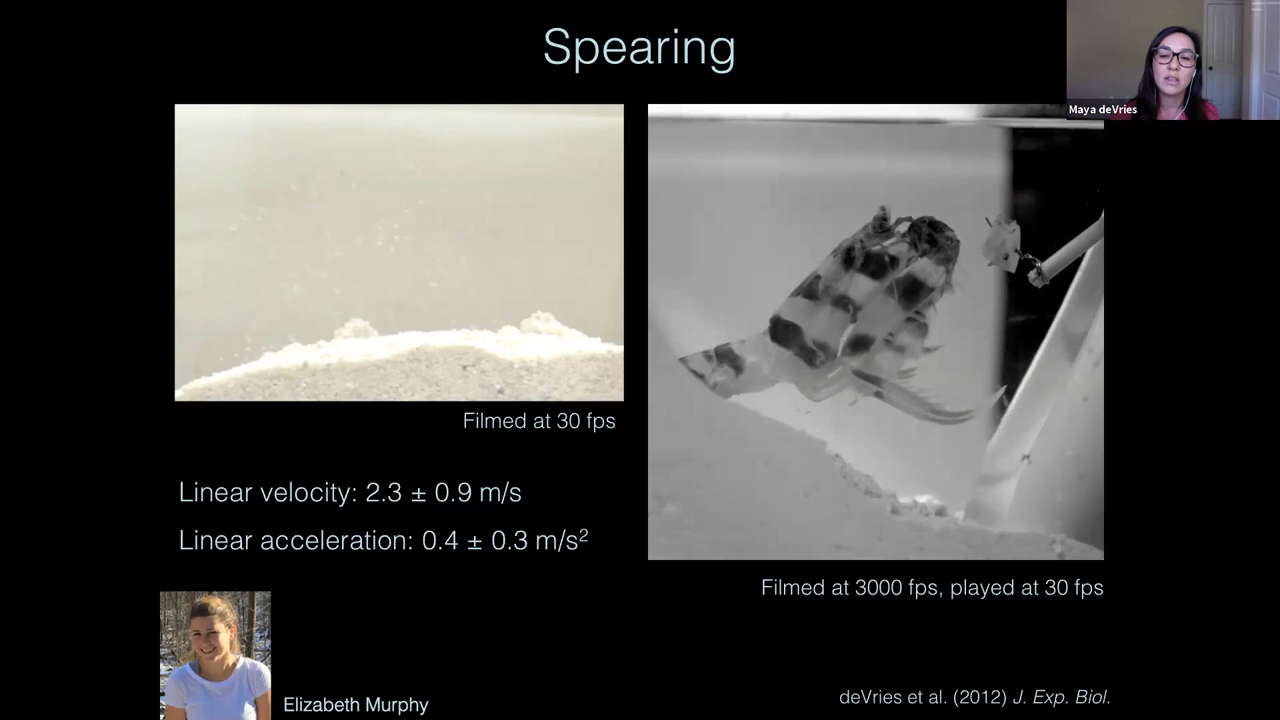 Spearing
Maya deVries
Filmed at 30 fps
Linear velocity: 2.3 ± 0.9 m/s
Linear acceleration: 0.4 ± 0.3 m/s²
Filmed at 3000 fps, played at 30 fps
Elizabeth Murphy
deVries et al. (2012) J. Exp. Biol.